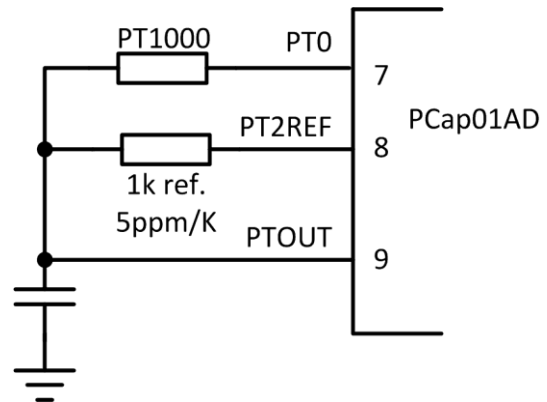 PT1000
PT0
7
PCap01AD
PT2REF
8
1k ref.
5ppm/K
PTOUT
9